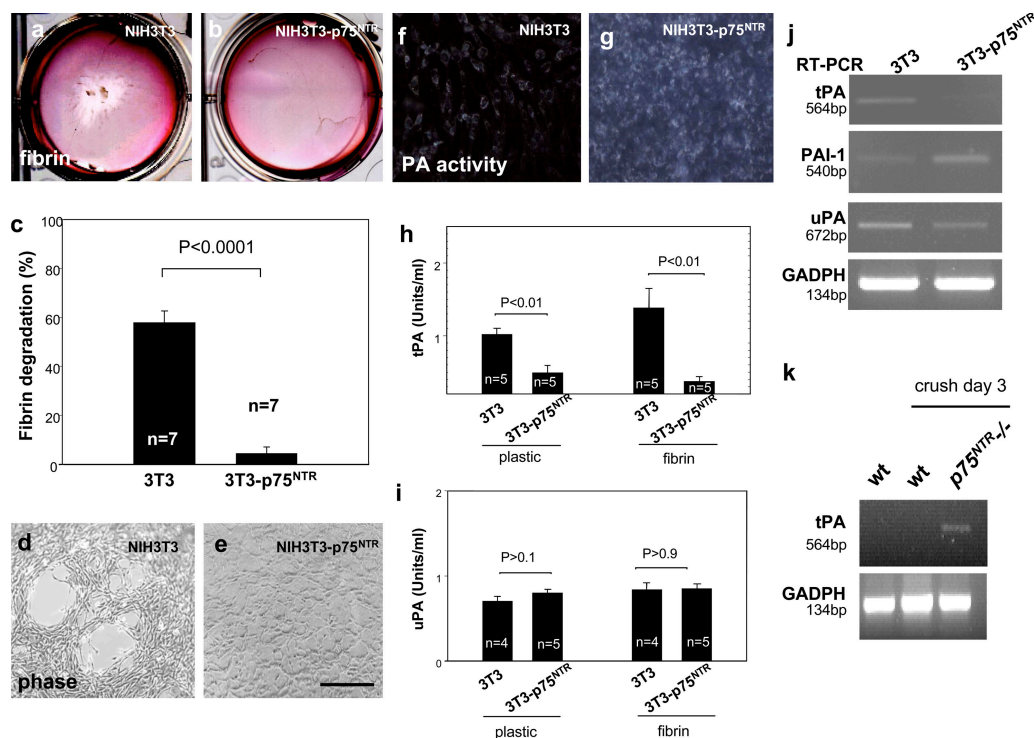 a
NIH3T3
fibrin
b
NIH3T3-p75NTR
c
Fibrin degradation (%)
100
80
60
40
20
0
P<0.0001
n=7
n=7
3T3
3T3-p75NTR
d
NIH3T3
phase
e
NIH3T3-p75NTR
f
NIH3T3
PA activity
g
NIH3T3-p75NTR
h
tPA (Units/ml)
2
1
P<0.01
P<0.01
n=5
n=5
n=5
n=5
3T3
3T3-p75NTR
3T3
3T3-p75NTR
plastic
fibrin
i
uPA (Units/ml)
2
1
0
P>0.1
P>0.9
n=4
n=5
n=4
n=5
3T3
3T3-p75NTR
3T3
3T3-p75NTR
plastic
fibrin
j
RT-PCR
3T3
3T3-p75NTR
tPA
564bp
PAI-1
540bp
uPA
672bp
GADPH
134bp
k
crush day 3
wt
wt
p75NTR-/-
tPA
564bp
GADPH
134bp